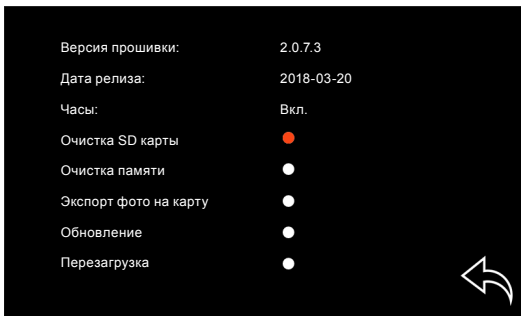 Версия прошивки: 2.0.7.3
Дата релиза: 2018-03-20
Часы: Вкл.
Очистка SD карты
Очистка памяти
Экспорт фото на карту
Обновление
Перезагрузка